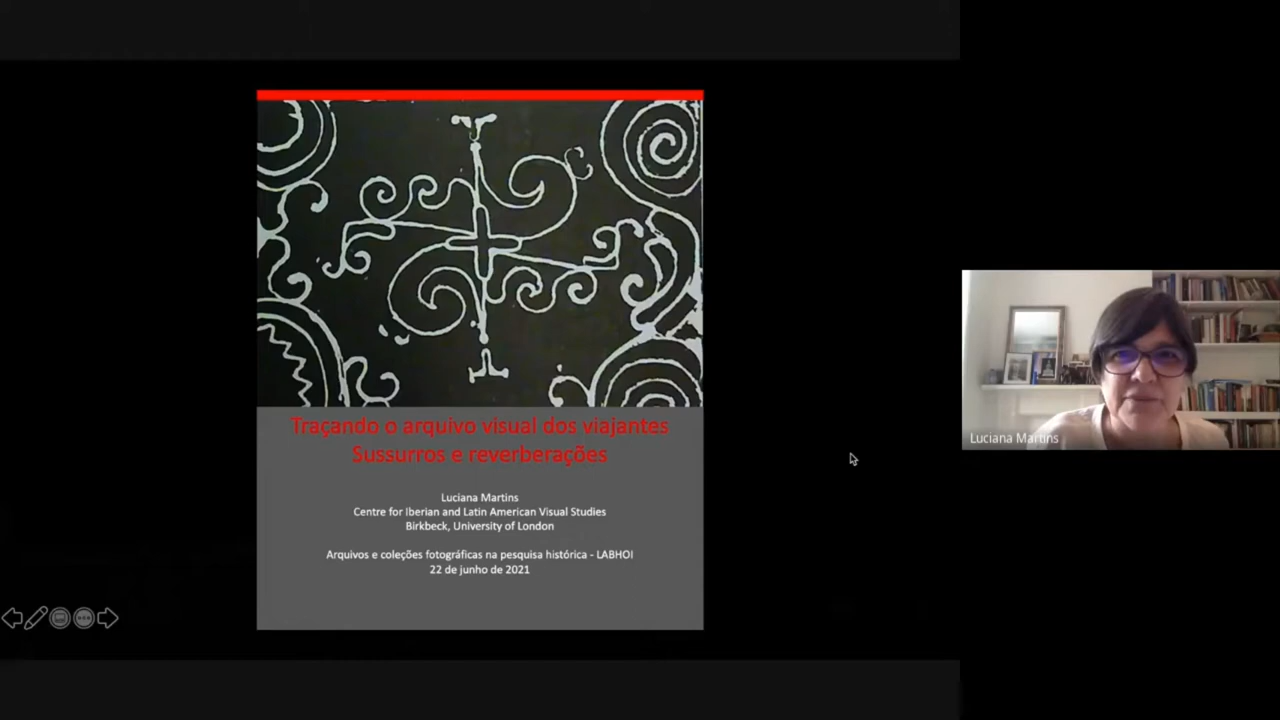 Traçando o arquivo visual dos viajantes
Sussurros e reverberações
Luciana Martins
Centre for Iberian and Latin American Visual Studies
Birkbeck, University of London
Arquivos e coleções fotográficas na pesquisa histórica - LABHOI
22 de junho de 2021
Luciana Martins